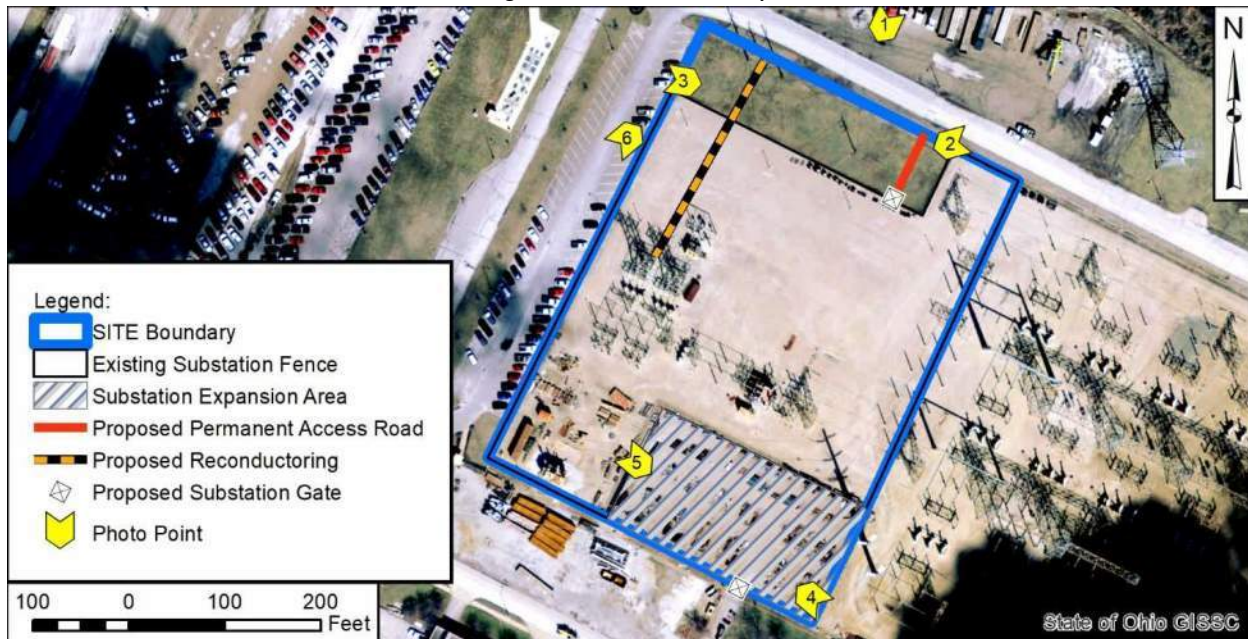 1
N
3
6
2
Legend:
SITE Boundary
Existing Substation Fence
Substation Expansion Area
Proposed Permanent Access Road
Proposed Reconductoring
Proposed Substation Gate
Photo Point
5
4
100 0 100 200
Feet
State of Ohio GISSC